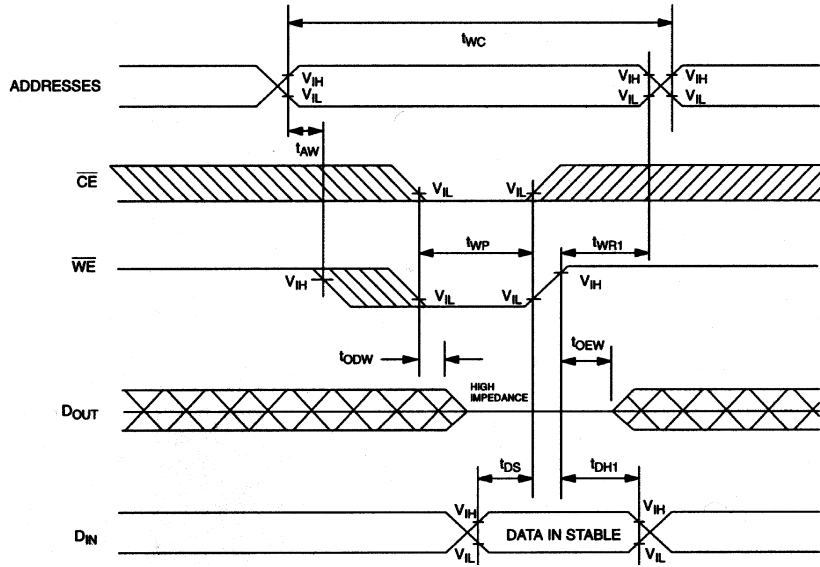 tWC
ADDRESSES
VIH
VIL
VIH
VIL
VIH
VIL
tAW
CE
VIL
VIL
tWP
tWR1
WE
VIH
VIL
VIL
VIH
tODW
tOEW
DOUT
HIGH
IMPEDANCE
tDS
tDH1
DIN
VIH
VIL
DATA IN STABLE
VIH
VIL